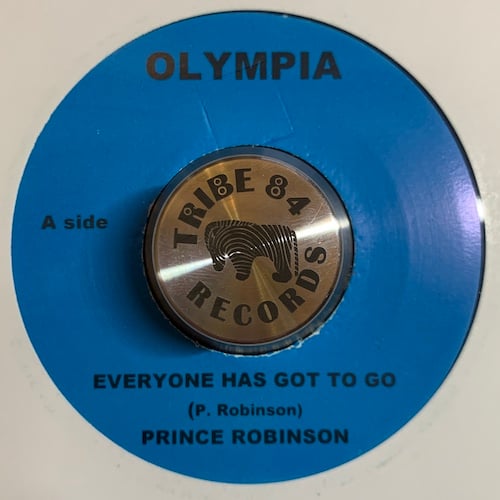 OLYMPIA
TRIBE 84
RECORDS
A side
EVERYONE HAS GOT TO GO
(P. Robinson)
PRINCE ROBINSON